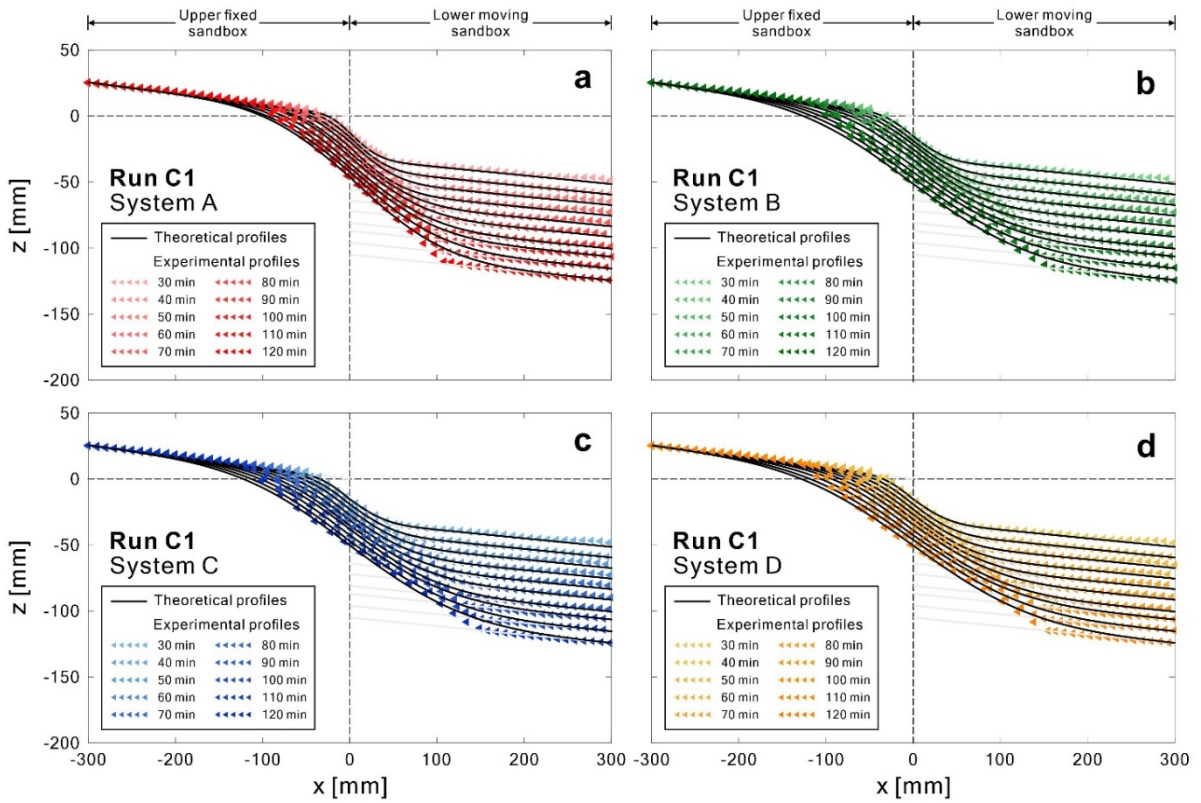 Upper fixed
sandbox
Lower moving
sandbox
Upper fixed
sandbox
Lower moving
sandbox
50
0
-50
-100
-150
-200
z [mm]
a
Run C1
System A
Theoretical profiles
Experimental profiles
30 min 80 min
40 min 90 min
50 min 100 min
60 min 110 min
70 min 120 min
b
Run C1
System B
Theoretical profiles
Experimental profiles
30 min 80 min
40 min 90 min
50 min 100 min
60 min 110 min
70 min 120 min
50
0
-50
-100
-150
-200
z [mm]
c
Run C1
System C
Theoretical profiles
Experimental profiles
30 min 80 min
40 min 90 min
50 min 100 min
60 min 110 min
70 min 120 min
-300 -200 -100 0 100 200 300
x [mm]
d
Run C1
System D
Theoretical profiles
Experimental profiles
30 min 80 min
40 min 90 min
50 min 100 min
60 min 110 min
70 min 120 min
-300 -200 -100 0 100 200 300
x [mm]